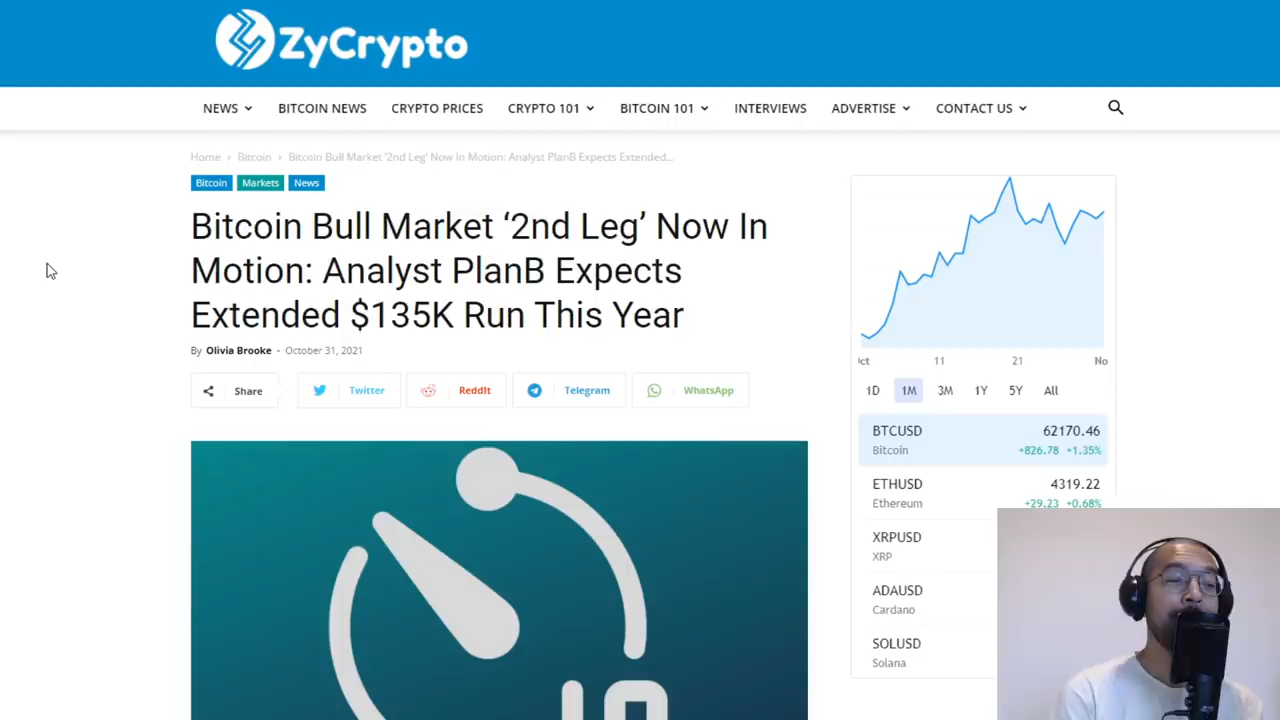 ZyCrypto
NEWS BITCOIN NEWS CRYPTO PRICES CRYPTO 101 BITCOIN 101 INTERVIEWS ADVERTISE CONTACT US
Home › Bitcoin › Bitcoin Bull Market '2nd Leg' Now In Motion: Analyst PlanB Expects Extended...
Bitcoin Markets News
Bitcoin Bull Market ‘2nd Leg’ Now In
Motion: Analyst PlanB Expects
Extended $135K Run This Year
By Olivia Brooke - October 31, 2021
Share Twitter ReddIt Telegram WhatsApp
11 21
1D 1M 3M 1Y 5Y All
BTCUSD 62170.46
Bitcoin +826.78 +1.35%
ETHUSD 4319.22
Ethereum +29.23 +0.68%
XRPUSD
XRP
ADAUSD
Cardano
SOLUSD
Solana